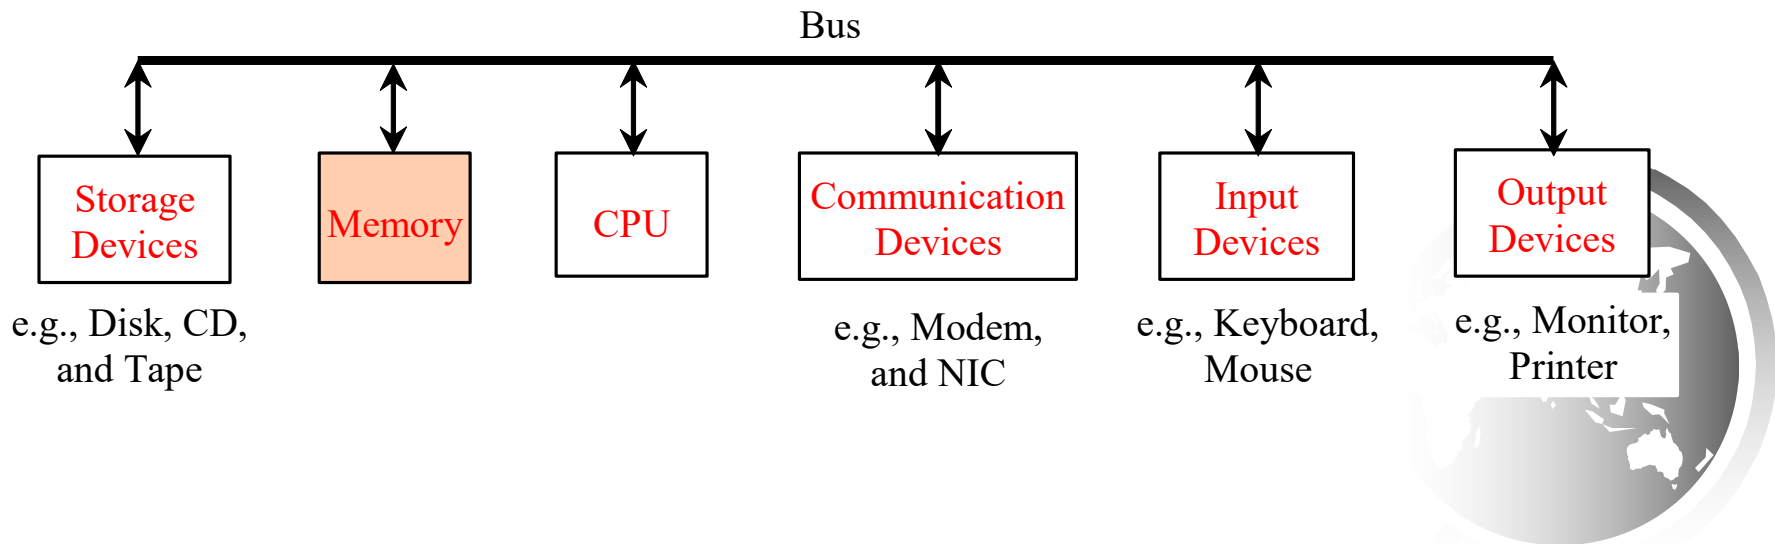 Bus
Storage
Devices
Memory
CPU
Communication
Devices
Input
Devices
Output
Devices
e.g., Disk, CD,
and Tape
e.g., Modem,
and NIC
e.g., Keyboard,
Mouse
e.g., Monitor,
Printer